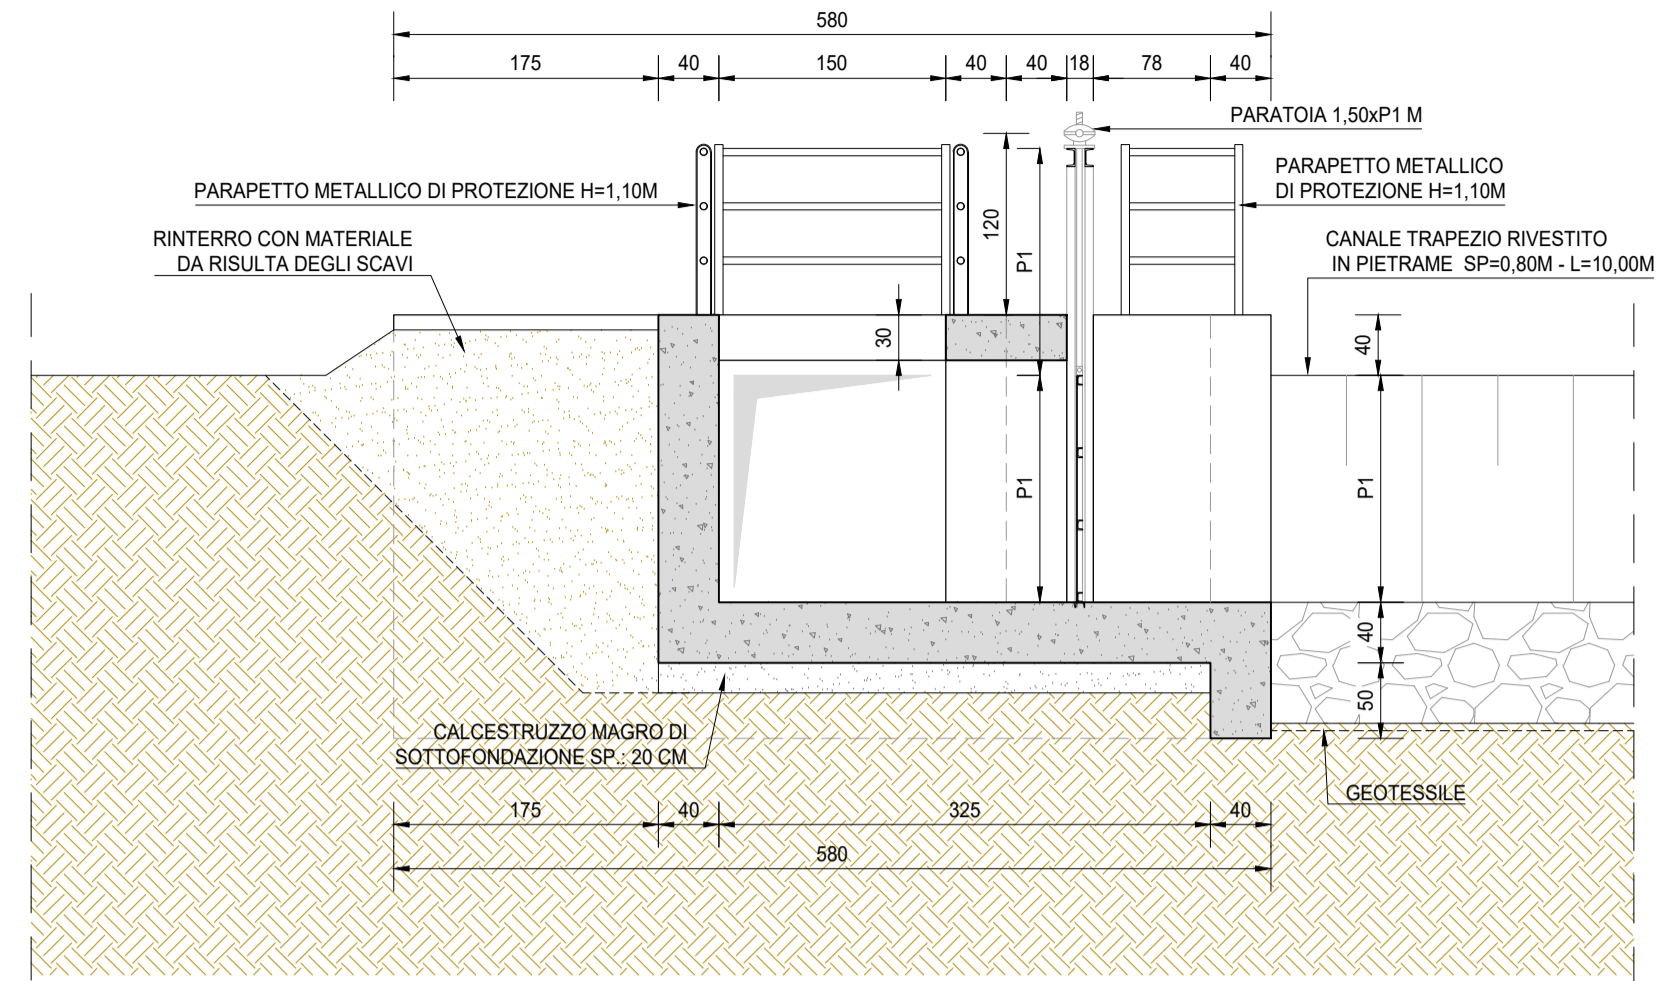 580
175 40 150 40 40 18 78 40
PARATOIA 1,50xP1 M
PARAPETTO METALLICO
DI PROTEZIONE H=1,10M
PARAPETTO METALLICO DI PROTEZIONE H=1,10M
120
P1
RINTERRO CON MATERIALE
DA RISULTA DEGLI SCAVI
CANALE TRAPEZIO RIVESTITO
IN PIETRAME SP=0,80M - L=10,00M
30
40
P1
P1
40
50
CALCESTRUZZO MAGRO DI
SOTTOFONDAZIONE SP.: 20 CM
GEOTESSILE
175 40 325 40
580